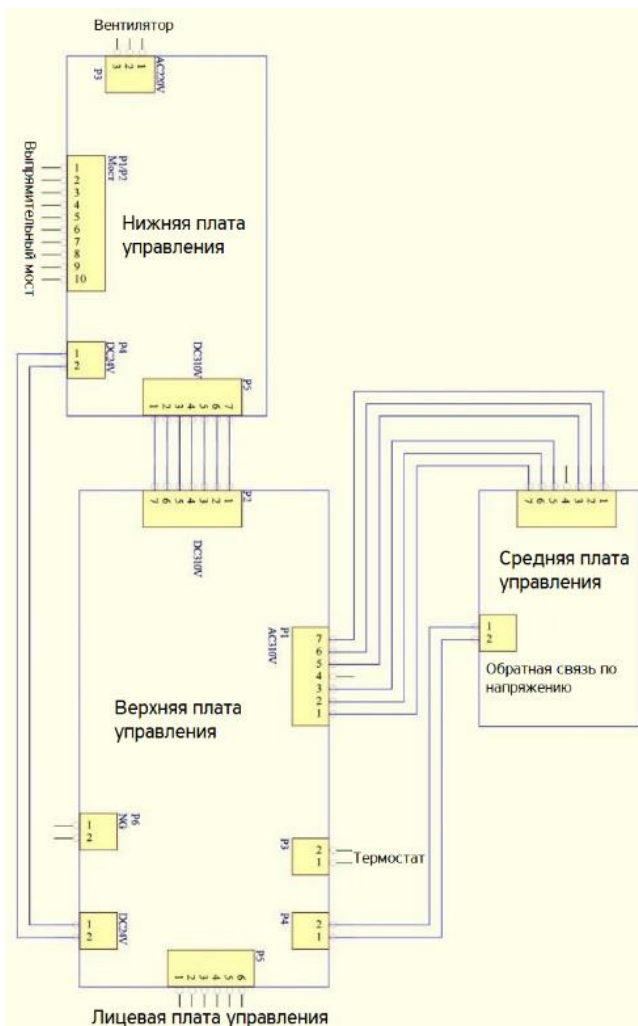 Вентилятор
3 2 1
P3
AC220V
Выпрямительный мост
P1/P2
Мост
1
2
3
4
5
6
7
8
9
10
Нижняя плата
управления
P4
DC24V
1
2
DC310V
P5
1 2 3 4 5 6 7
7 6 5 4 3 2 1
P2
DC310V
7 6 5 4 3 2 1
Средняя плата
управления
1
2
Обратная связь по
напряжению
P1
AC310V
7
6
5
4
3
2
1
Верхняя плата
управления
P6
NG
1
2
P3
2
1
Термостат
DC24V
1
2
P4
2
1
P5
1 2 3 4 5 6
Лицевая плата управления